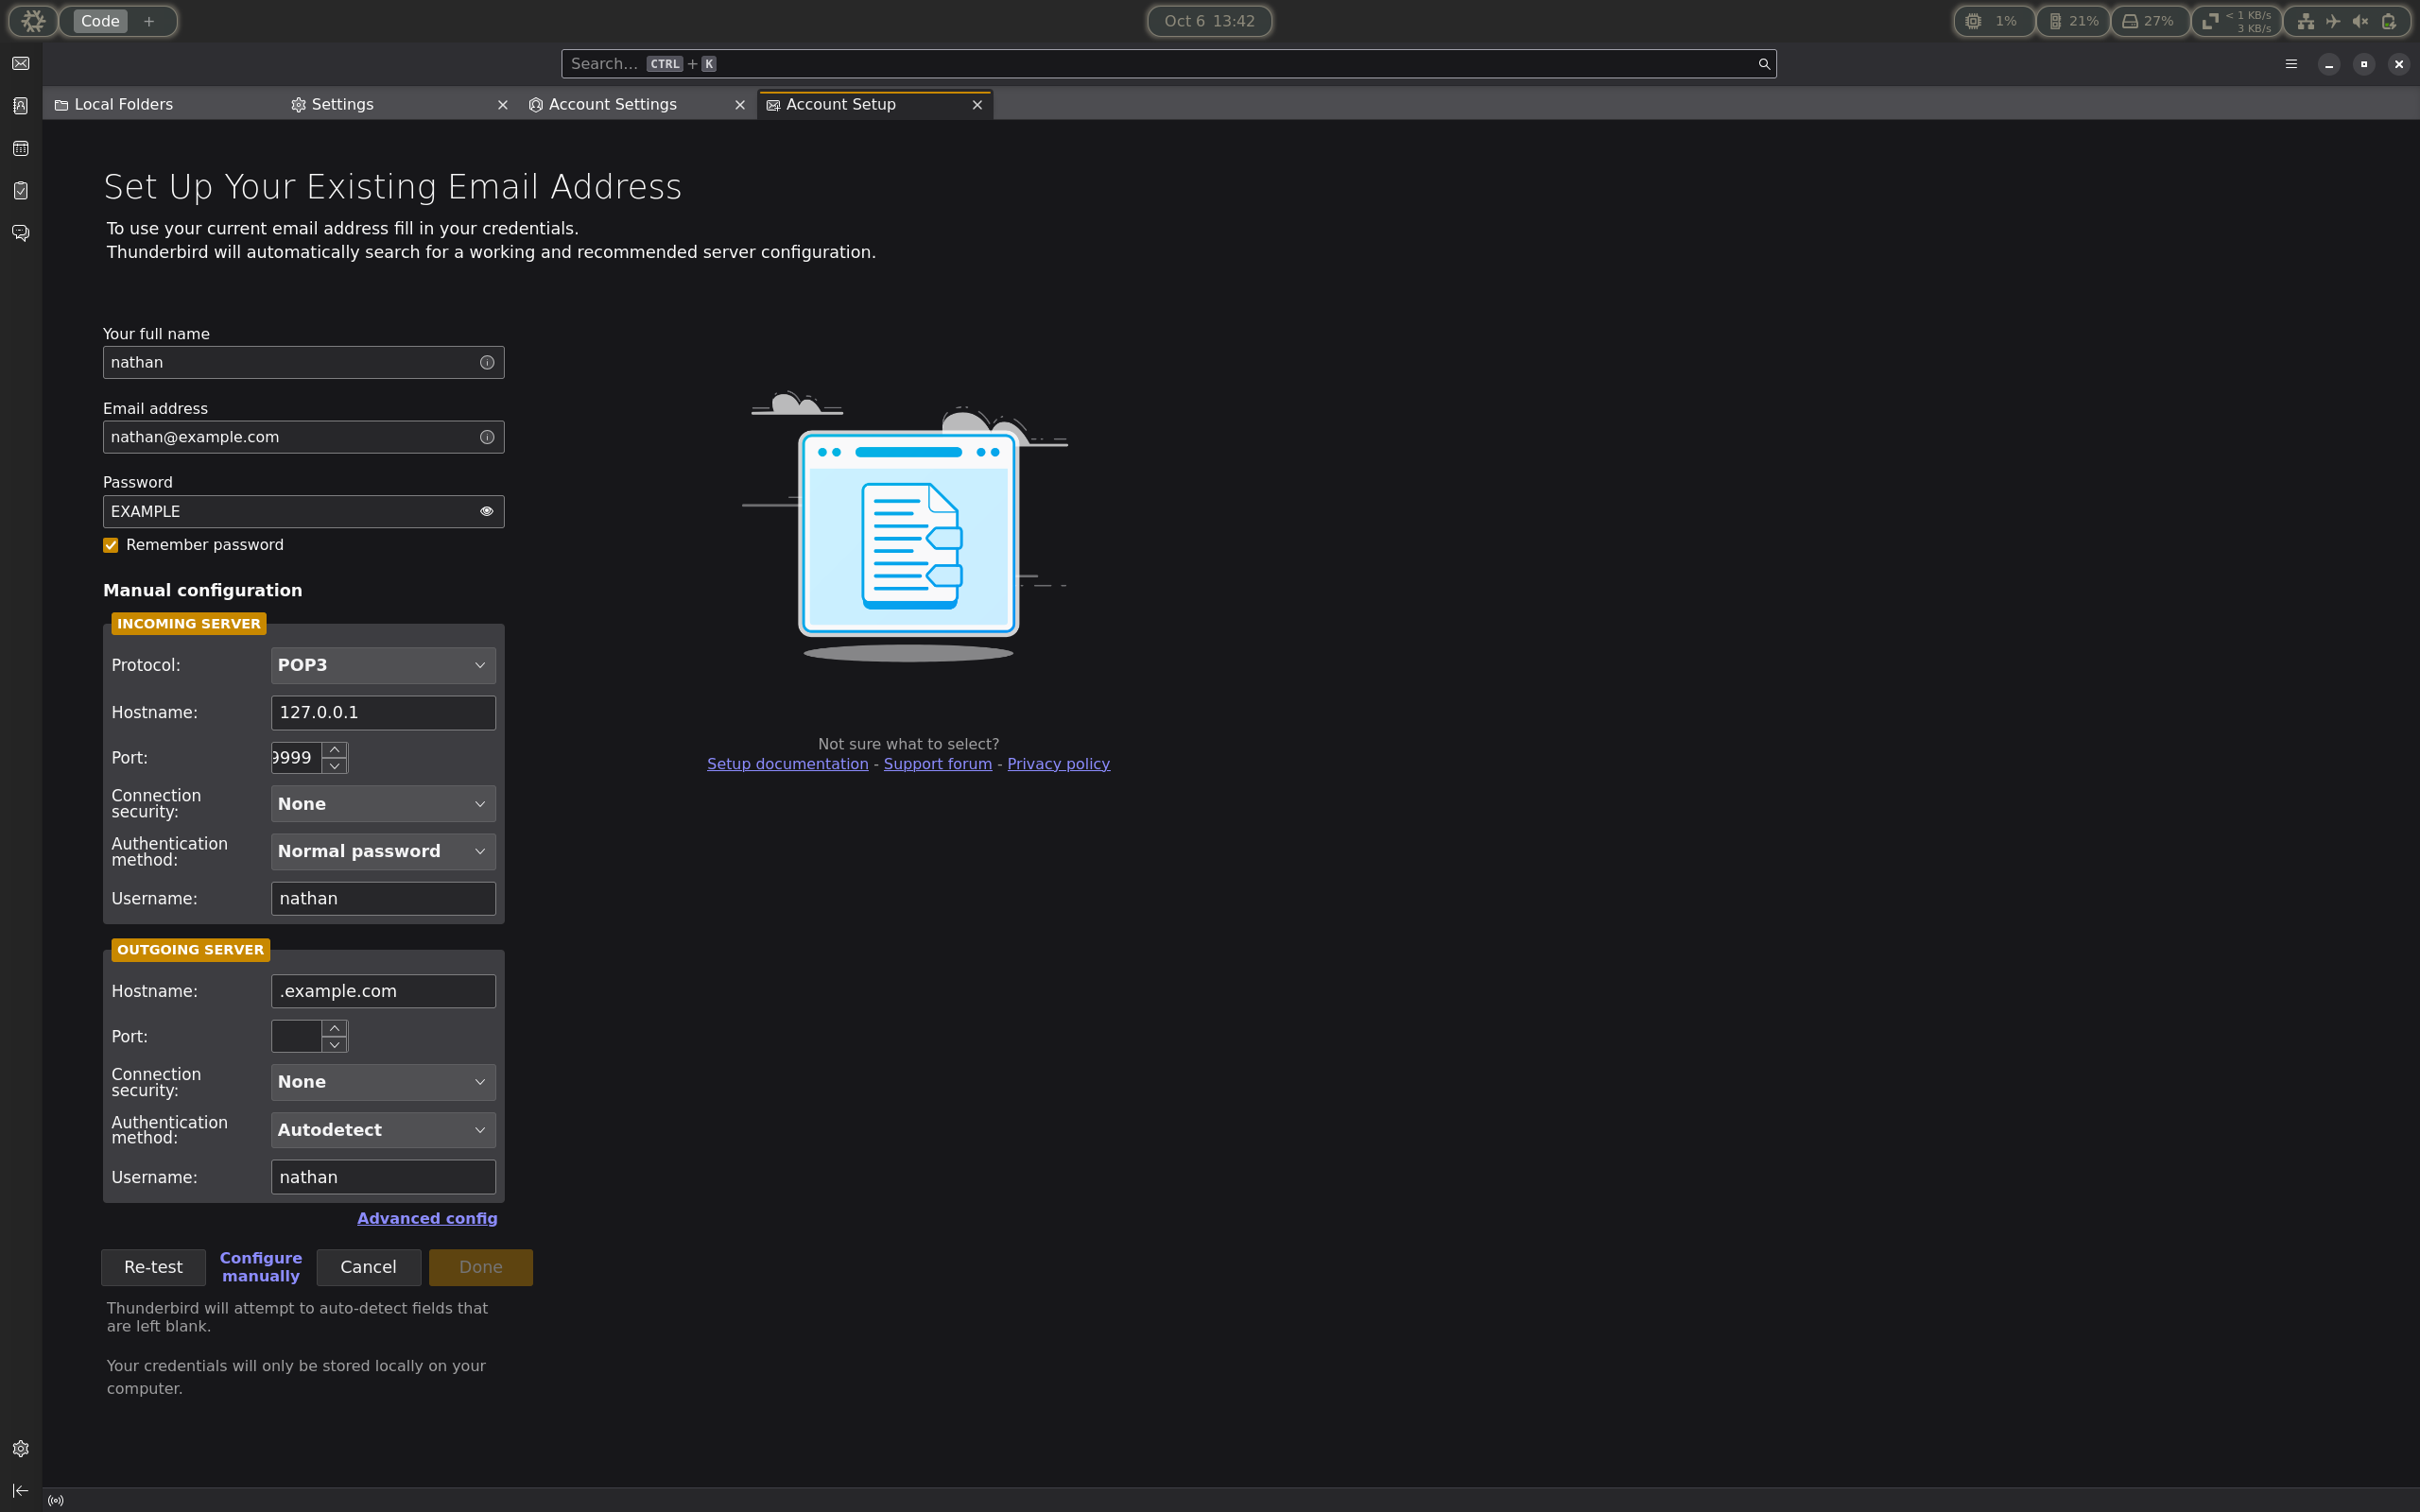 Code +
Oct 6 13:42
1%
21%
27%
< 1 KB/s
3 KB/s
Search... CTRL + K
Local Folders
Settings
Account Settings
Account Setup
Set Up Your Existing Email Address
To use your current email address fill in your credentials.
Thunderbird will automatically search for a working and recommended server configuration.
Your full name
nathan
Email address
nathan@example.com
Password
EXAMPLE
Remember password
Manual configuration
INCOMING SERVER
Protocol: POP3
Hostname: 127.0.0.1
Port: 9999
Connection
security:
None
Authentication
method:
Normal password
Username: nathan
OUTGOING SERVER
Hostname: .example.com
Port:
Connection
security:
None
Authentication
method:
Autodetect
Username: nathan
Advanced config
Re-test
Configure
manually
Cancel
Done
Thunderbird will attempt to auto-detect fields that
are left blank.
Your credentials will only be stored locally on your
computer.
Not sure what to select?
Setup documentation - Support forum - Privacy policy